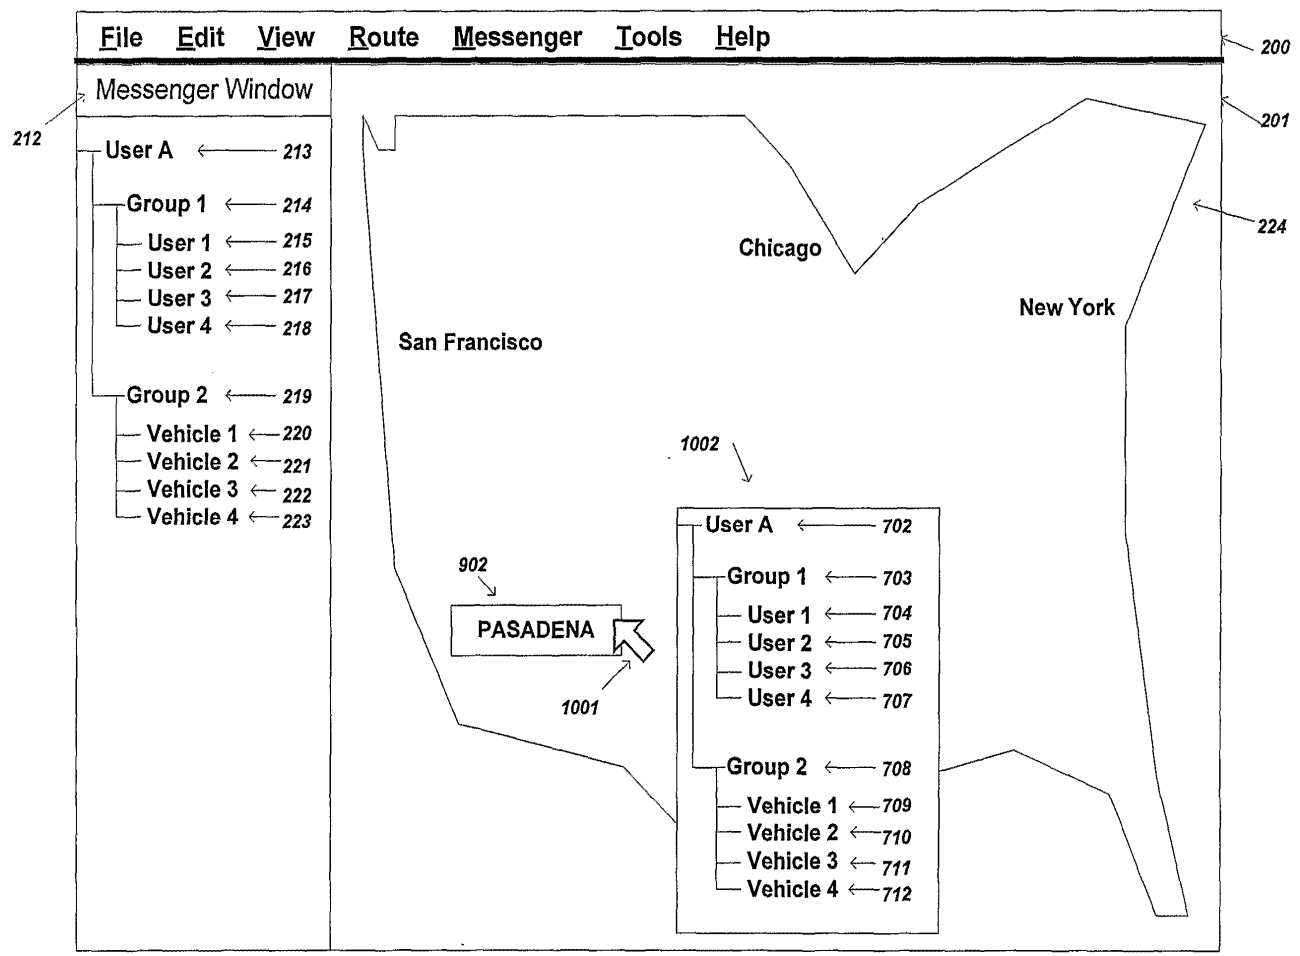 File Edit View Route Messenger Tools Help
200
Messenger Window
201
212
User A 213
Group 1 214
User 1 215
User 2 216
User 3 217
User 4 218
Group 2 219
Vehicle 1 220
Vehicle 2 221
Vehicle 3 222
Vehicle 4 223
224
Chicago
New York
San Francisco
1002
902
PASADENA
1001
User A 702
Group 1 703
User 1 704
User 2 705
User 3 706
User 4 707
Group 2 708
Vehicle 1 709
Vehicle 2 710
Vehicle 3 711
Vehicle 4 712